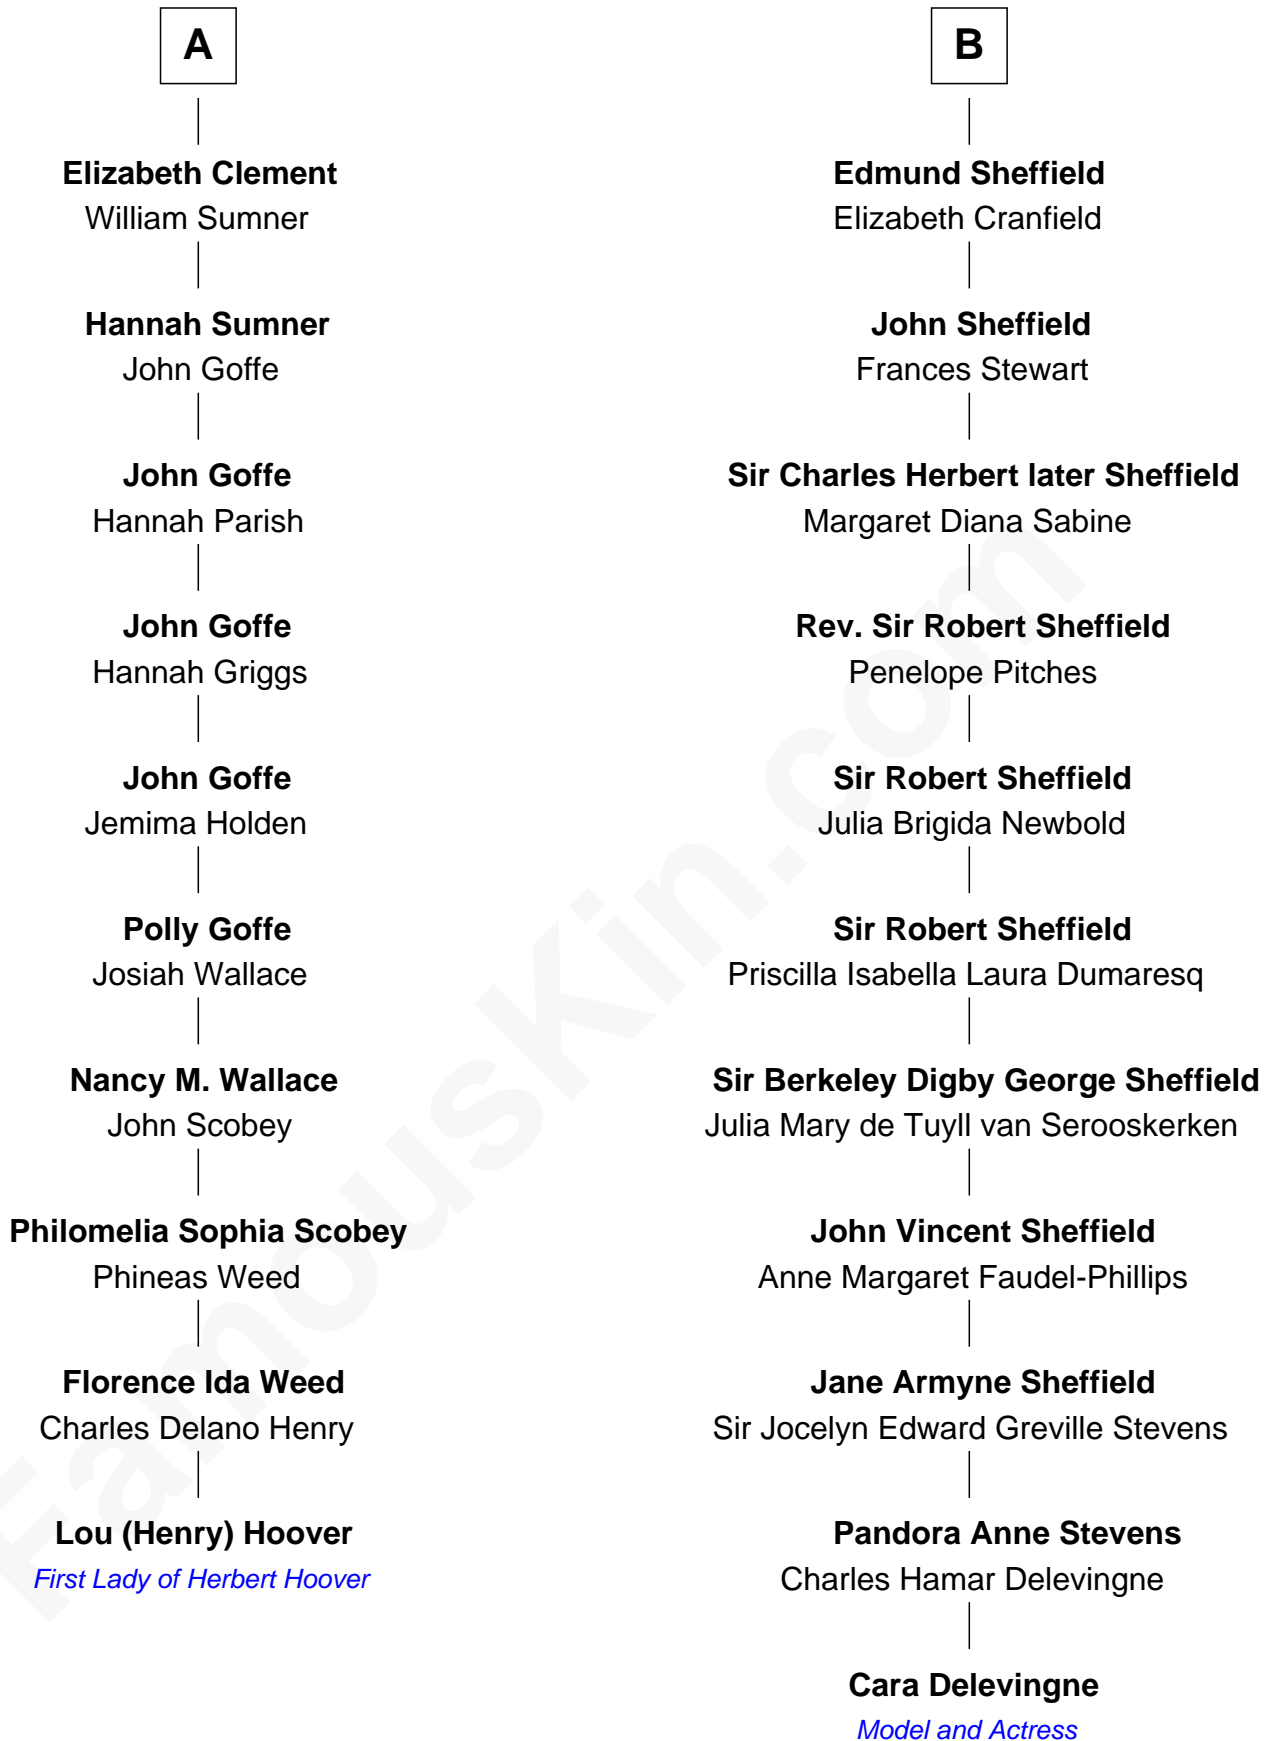 A
Elizabeth Clement
William Sumner
Hannah Sumner
John Goffe
John Goffe
Hannah Parish
John Goffe
Hannah Griggs
John Goffe
Jemima Holden
Polly Goffe
Josiah Wallace
Nancy M. Wallace
John Scobey
Philomelia Sophia Scobey
Phineas Weed
Florence Ida Weed
Charles Delano Henry
Lou (Henry) Hoover
First Lady of Herbert Hoover
B
Edmund Sheffield
Elizabeth Cranfield
John Sheffield
Frances Stewart
Sir Charles Herbert later Sheffield
Margaret Diana Sabine
Rev. Sir Robert Sheffield
Penelope Pitches
Sir Robert Sheffield
Julia Brigida Newbold
Sir Robert Sheffield
Priscilla Isabella Laura Dumaresq
Sir Berkeley Digby George Sheffield
Julia Mary de Tuyll van Serooskerken
John Vincent Sheffield
Anne Margaret Faudel-Phillips
Jane Armyne Sheffield
Sir Jocelyn Edward Greville Stevens
Pandora Anne Stevens
Charles Hamar Delevingne
Cara Delevingne
Model and Actress
FamousKin.com